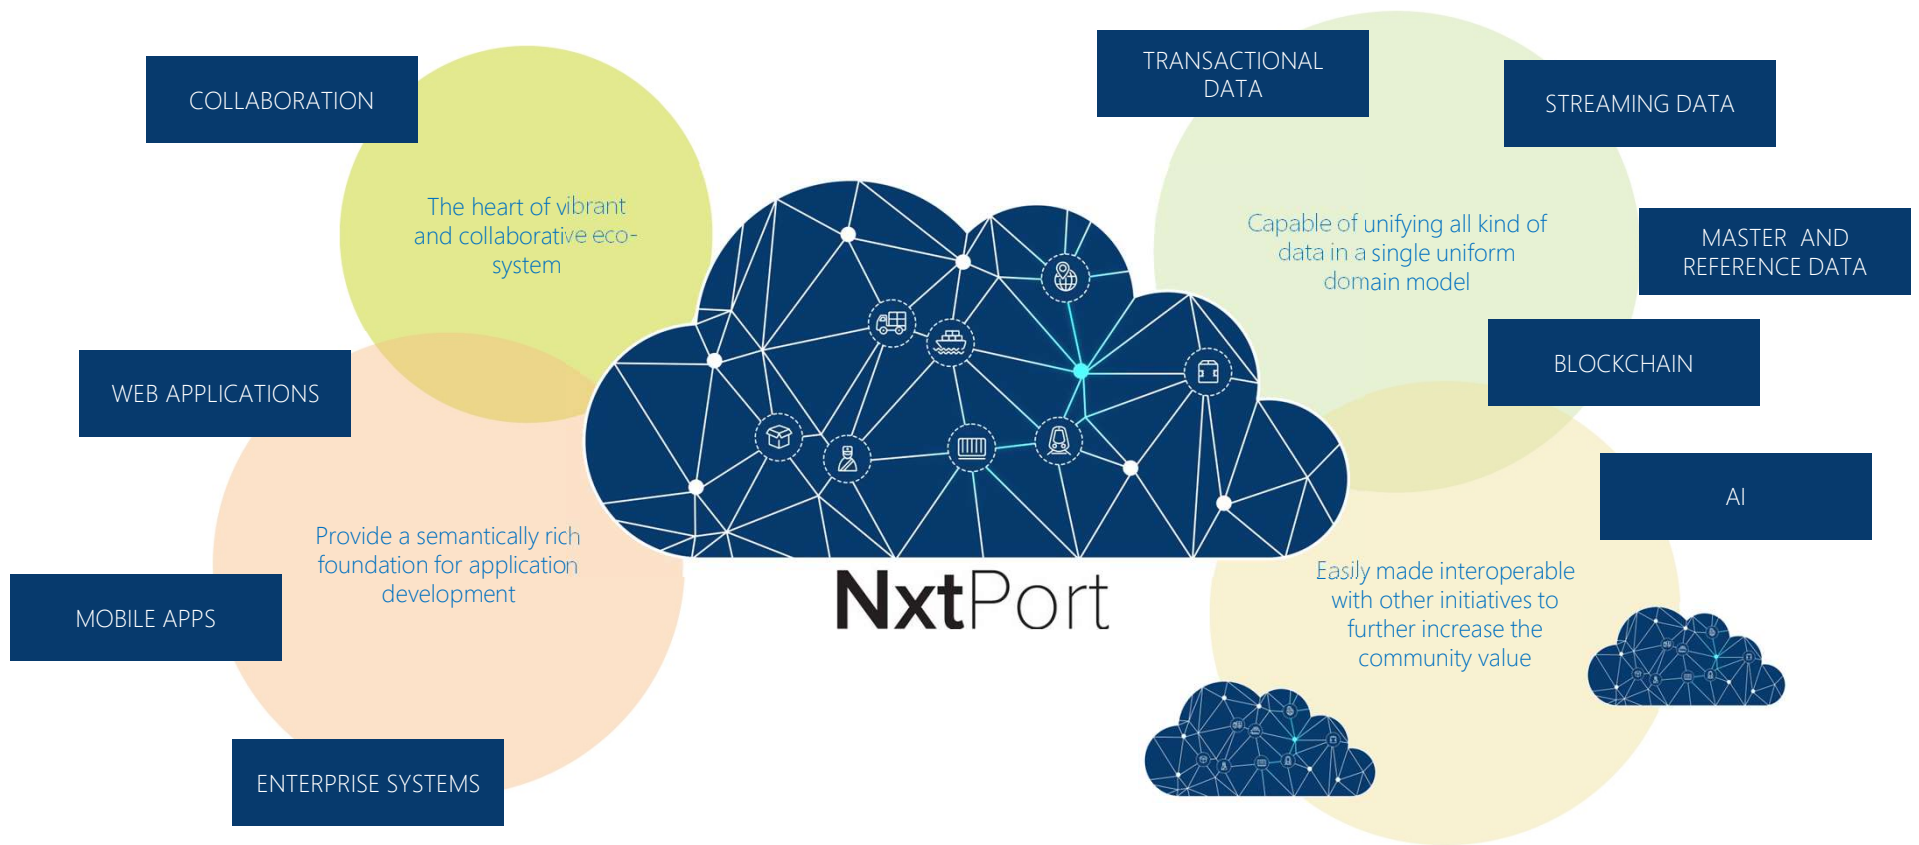 COLLABORATION
The heart of vibrant
and collaborative eco-
system
WEB APPLICATIONS
Provide a semantically rich
foundation for application
development
MOBILE APPS
ENTERPRISE SYSTEMS
NxtPort
TRANSACTIONAL
DATA
STREAMING DATA
Capable of unifying all kind of
data in a single uniform
domain model
MASTER AND
REFERENCE DATA
BLOCKCHAIN
AI
Easily made interoperable
with other initiatives to
further increase the
community value